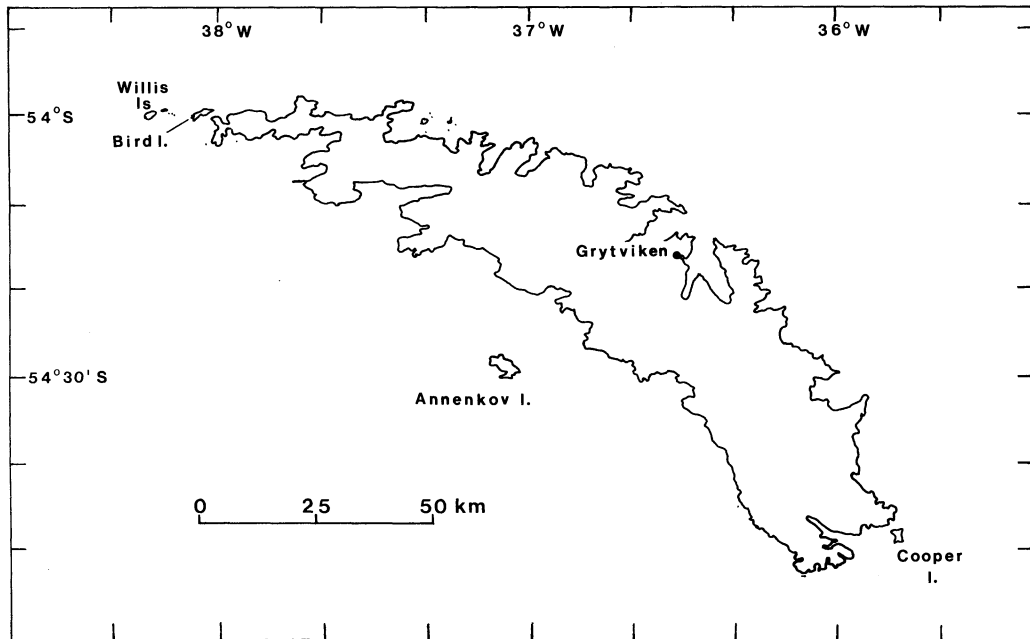 38°W
37°W
36°W
Willis
Is
54°S
Bird I.
Grytviken
54°30'S
Annenkov I.
0
25
50 km
Cooper
I.